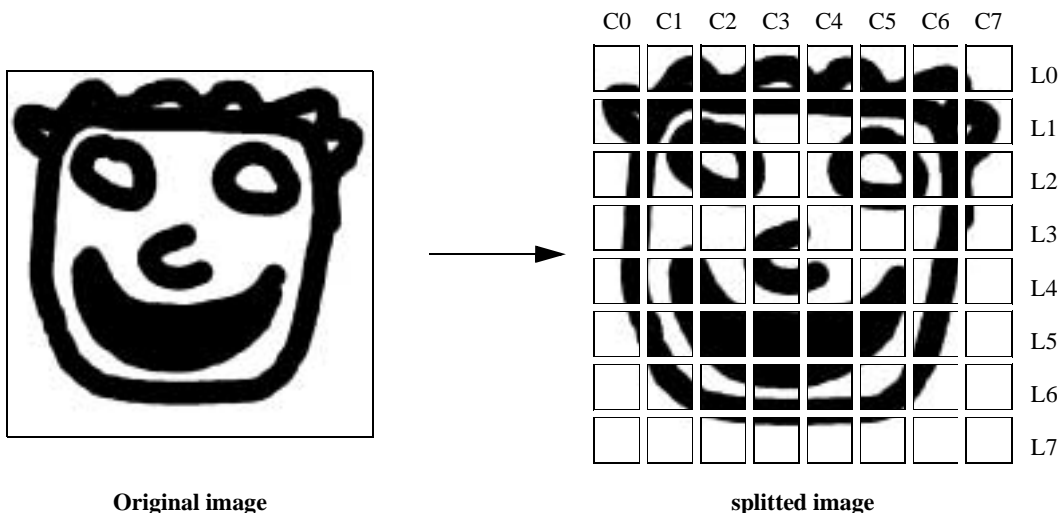 C0 C1 C2 C3 C4 C5 C6 C7
L0
L1
L2
L3
L4
L5
L6
L7
Original image
splitted image